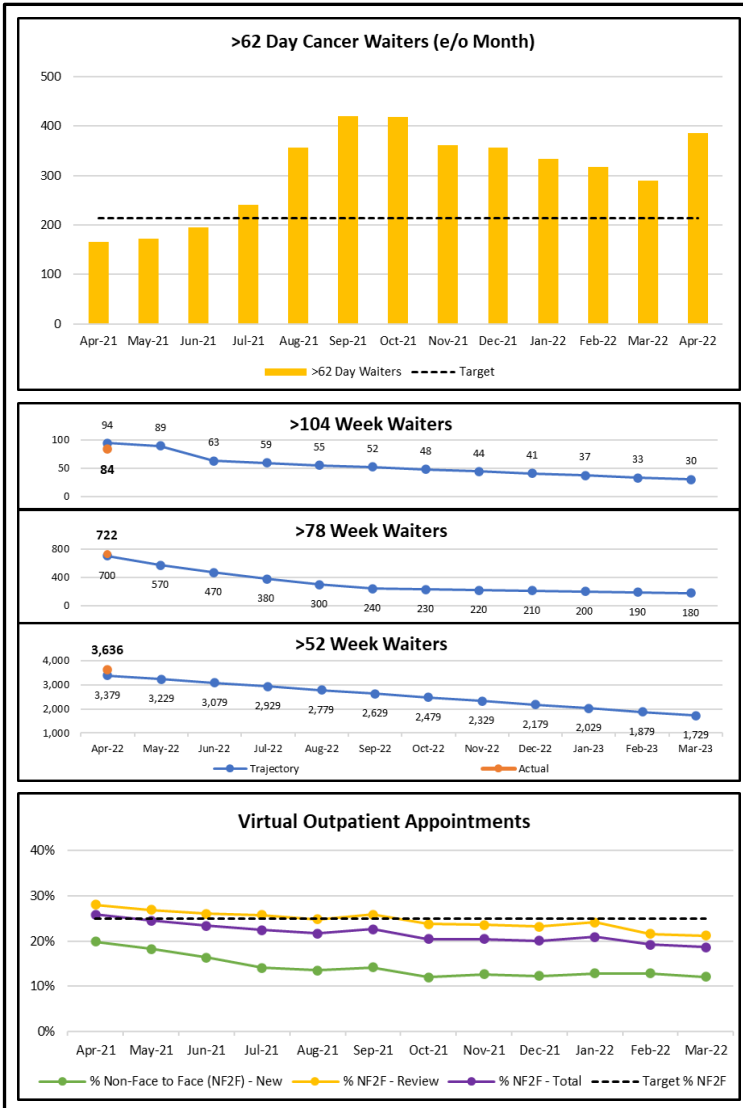 >62 Day Cancer Waiters (e/o Month)
500
400
300
200
100
0
Apr-21 May-21 Jun-21 Jul-21 Aug-21 Sep-21 Oct-21 Nov-21 Dec-21 Jan-22 Feb-22 Mar-22 Apr-22
>62 Day Waiters Target
>104 Week Waiters
94 89 63 59 55 52 48 44 41 37 33 30
100
50
0
84
>78 Week Waiters
722
800
400
0
700 570 470 380 300 240 230 220 210 200 190 180
>52 Week Waiters
3,636
4,000
3,000
2,000
1,000
3,379 3,229 3,079 2,929 2,779 2,629 2,479 2,329 2,179 2,029 1,879 1,729
Apr-22 May-22 Jun-22 Jul-22 Aug-22 Sep-22 Oct-22 Nov-22 Dec-22 Jan-23 Feb-23 Mar-23
Trajectory Actual
Virtual Outpatient Appointments
40%
30%
20%
10%
0%
Apr-21 May-21 Jun-21 Jul-21 Aug-21 Sep-21 Oct-21 Nov-21 Dec-21 Jan-22 Feb-22 Mar-22
% Non-Face to Face (NF2F) - New % NF2F - Review % NF2F - Total Target % NF2F